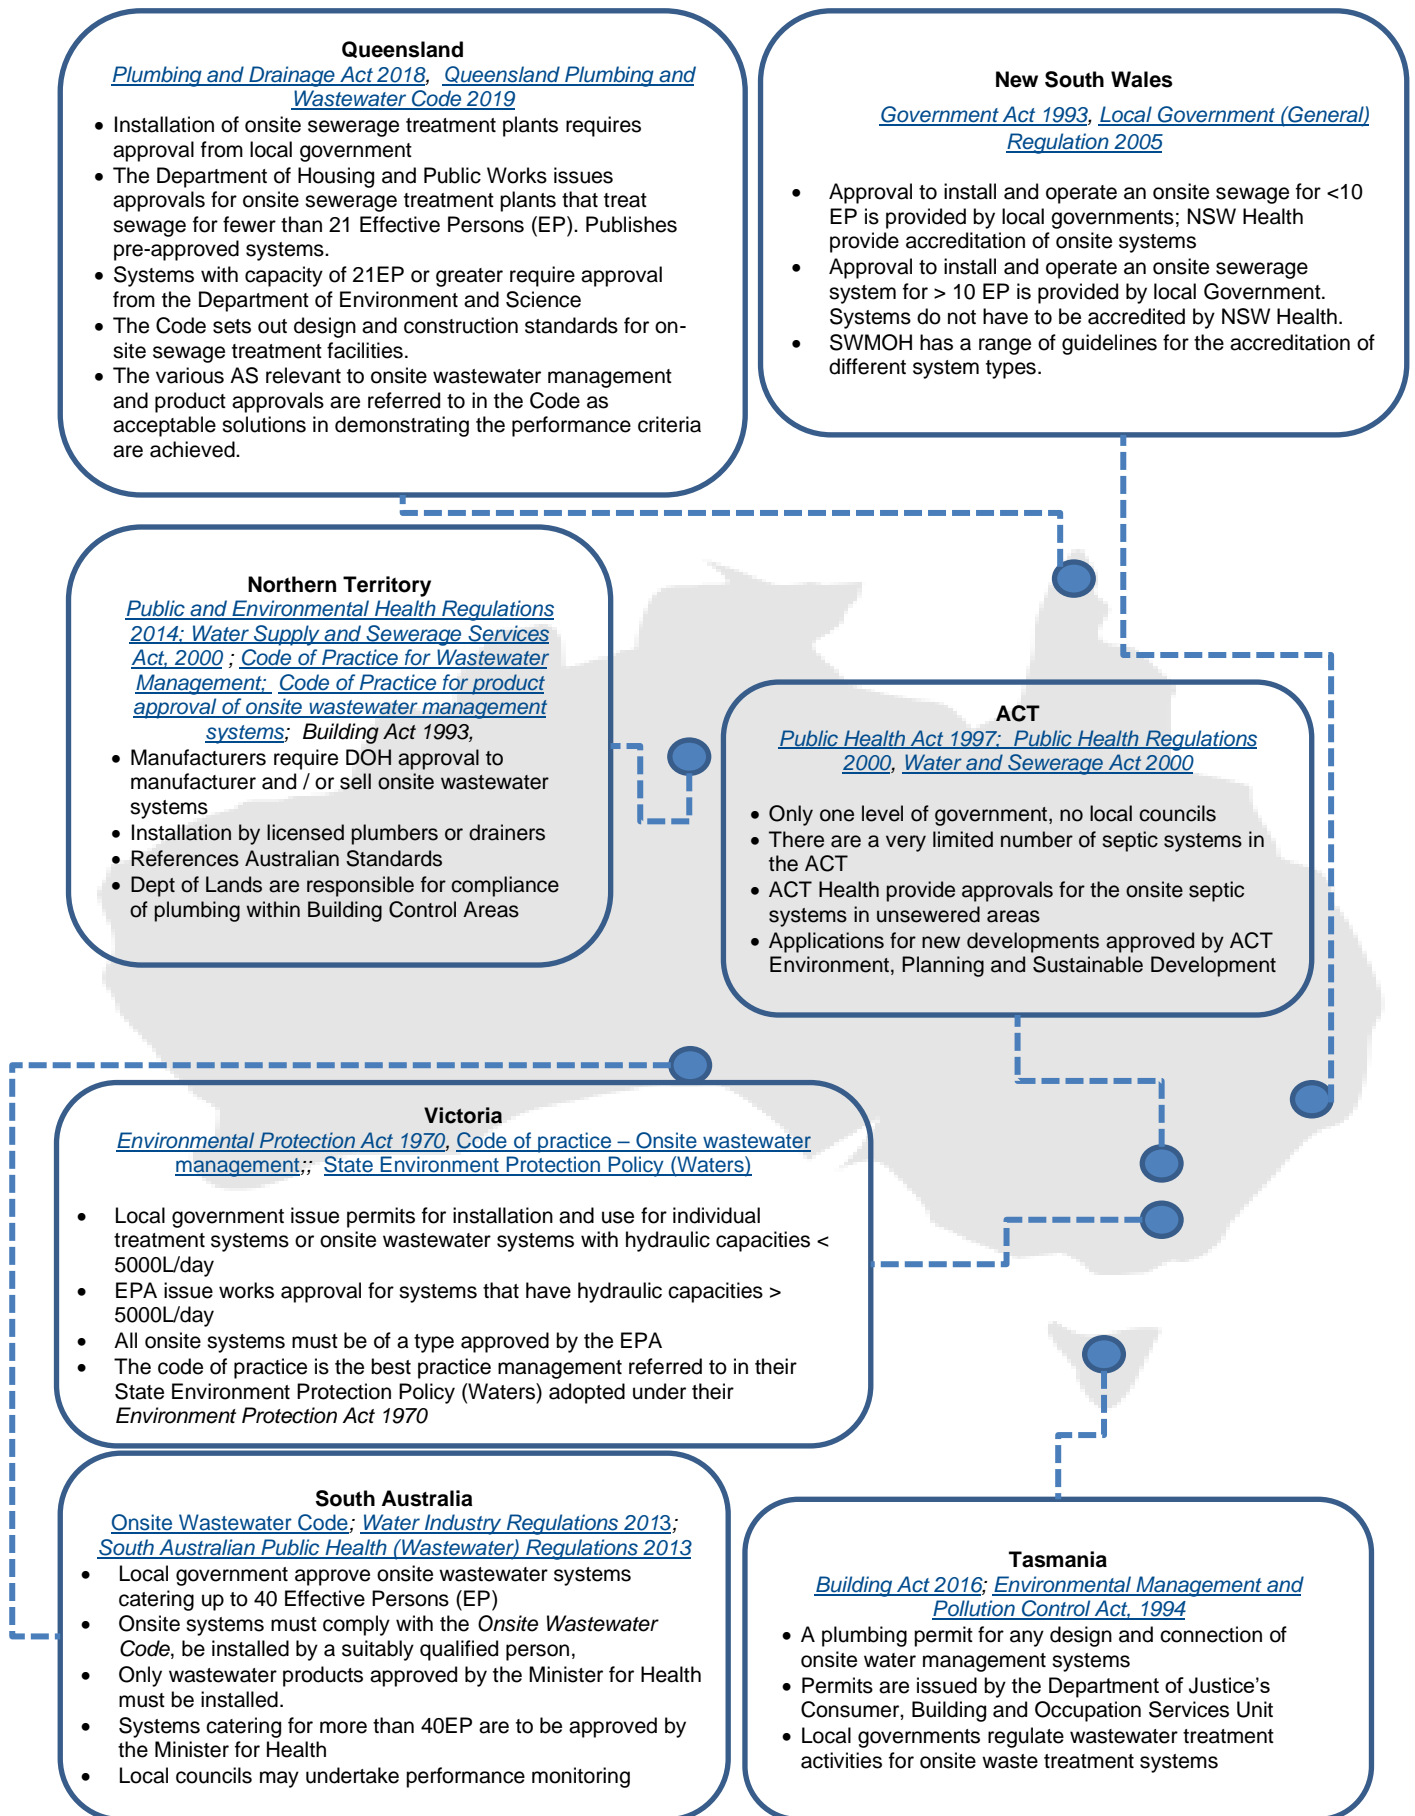 Queensland
Plumbing and Drainage Act 2018, Queensland Plumbing and
Wastewater Code 2019
• Installation of onsite sewerage treatment plants requires
approval from local government
• The Department of Housing and Public Works issues
approvals for onsite sewerage treatment plants that treat
sewage for fewer than 21 Effective Persons (EP). Publishes
pre-approved systems.
• Systems with capacity of 21EP or greater require approval
from the Department of Environment and Science
• The Code sets out design and construction standards for on-
site sewage treatment facilities.
• The various AS relevant to onsite wastewater management
and product approvals are referred to in the Code as
acceptable solutions in demonstrating the performance criteria
are achieved.
New South Wales
Government Act 1993, Local Government (General)
Regulation 2005
• Approval to install and operate an onsite sewage for <10
EP is provided by local governments; NSW Health
provide accreditation of onsite systems
• Approval to install and operate an onsite sewerage
system for > 10 EP is provided by local Government.
Systems do not have to be accredited by NSW Health.
• SWMOH has a range of guidelines for the accreditation of
different system types.
Northern Territory
Public and Environmental Health Regulations
2014; Water Supply and Sewerage Services
Act, 2000 ; Code of Practice for Wastewater
Management; Code of Practice for product
approval of onsite wastewater management
systems; Building Act 1993,
• Manufacturers require DOH approval to
manufacturer and / or sell onsite wastewater
systems
• Installation by licensed plumbers or drainers
• References Australian Standards
• Dept of Lands are responsible for compliance
of plumbing within Building Control Areas
ACT
Public Health Act 1997; Public Health Regulations
2000, Water and Sewerage Act 2000
• Only one level of government, no local councils
• There are a very limited number of septic systems in
the ACT
• ACT Health provide approvals for the onsite septic
systems in unsewered areas
• Applications for new developments approved by ACT
Environment, Planning and Sustainable Development
Victoria
Environmental Protection Act 1970, Code of practice – Onsite wastewater
management;; State Environment Protection Policy (Waters)
• Local government issue permits for installation and use for individual
treatment systems or onsite wastewater systems with hydraulic capacities <
5000L/day
• EPA issue works approval for systems that have hydraulic capacities >
5000L/day
• All onsite systems must be of a type approved by the EPA
• The code of practice is the best practice management referred to in their
State Environment Protection Policy (Waters) adopted under their
Environment Protection Act 1970
South Australia
Onsite Wastewater Code; Water Industry Regulations 2013;
South Australian Public Health (Wastewater) Regulations 2013
• Local government approve onsite wastewater systems
catering up to 40 Effective Persons (EP)
• Onsite systems must comply with the Onsite Wastewater
Code, be installed by a suitably qualified person,
• Only wastewater products approved by the Minister for Health
must be installed.
• Systems catering for more than 40EP are to be approved by
the Minister for Health
• Local councils may undertake performance monitoring
Tasmania
Building Act 2016; Environmental Management and
Pollution Control Act, 1994
• A plumbing permit for any design and connection of
onsite water management systems
• Permits are issued by the Department of Justice's
Consumer, Building and Occupation Services Unit
• Local governments regulate wastewater treatment
activities for onsite waste treatment systems